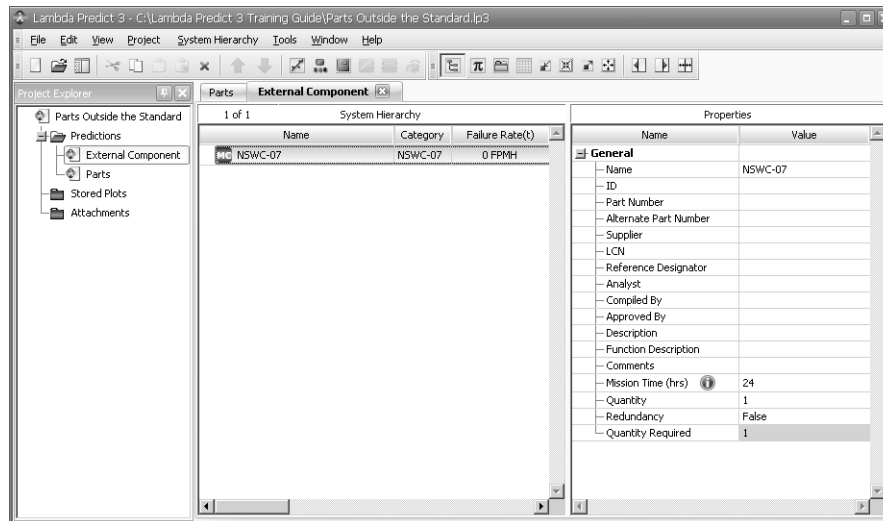 Lambda Predict 3 - C:\Lambda Predict 3 Training Guide\Parts Outside the Standard.lp3
File Edit View Project System Hierarchy Tools Window Help
Project Explorer
Parts Outside the Standard
Predictions
External Component
Parts
Stored Plots
Attachments
Parts External Component
1 of 1 System Hierarchy
Name Category Failure Rate(t)
NSWC-07 NSWC-07 0 FPMH
Properties
Name Value
General
Name NSWC-07
ID
Part Number
Alternate Part Number
Supplier
LCN
Reference Designator
Analyst
Compiled By
Approved By
Description
Function Description
Comments
Mission Time (hrs) 24
Quantity 1
Redundancy False
Quantity Required 1